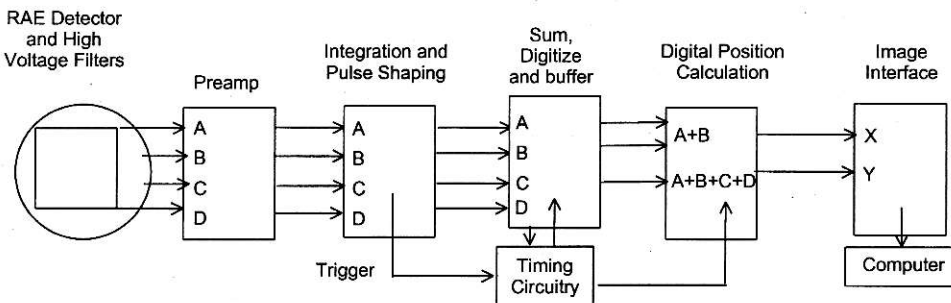 RAE Detector
and High
Voltage Filters
Preamp
A
B
C
D
Integration and
Pulse Shaping
A
B
C
D
Trigger
Sum,
Digitize
and buffer
A
B
C
D
Timing
Circuitry
Digital Position
Calculation
A+B
A+B+C+D
Image
Interface
X
Y
Computer